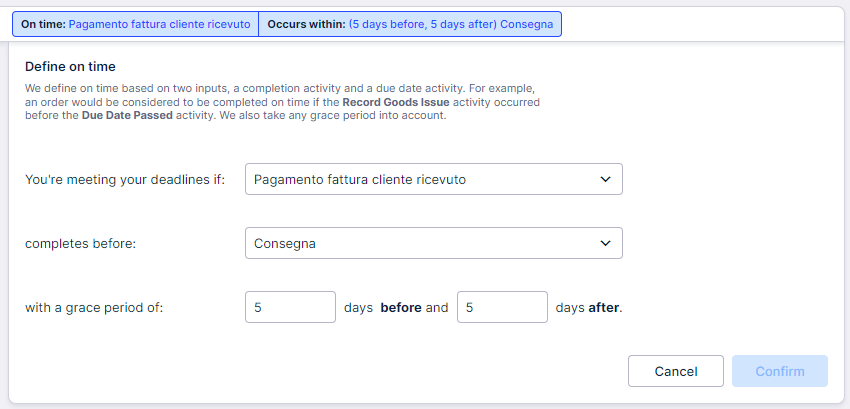 On time: Pagamento fattura cliente ricevuto Occurs within: (5 days before, 5 days after) Consegna
Define on time
We define on time based on two inputs, a completion activity and a due date activity. For example,
an order would be considered to be completed on time if the Record Goods Issue activity occurred
before the Due Date Passed activity. We also take any grace period into account.
You're meeting your deadlines if: Pagamento fattura cliente ricevuto
completes before: Consegna
with a grace period of: 5 days before and 5 days after.
Cancel Confirm